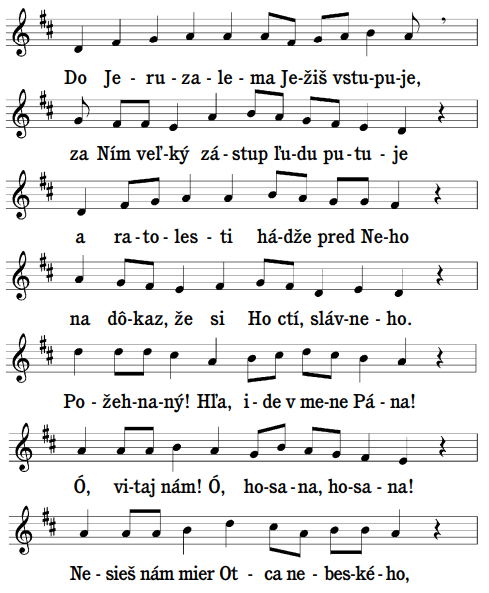 Do Je - ru - za - le - ma Je-žiš vstu-pu-je,
za Ním veľ-ký zá-stup ľu-du pu-tu-je
a ra-to-les-ti há-dže pred Ne-ho
na dô-kaz, že si Ho ctí, sláv-ne-ho.
Po-žeh-na-ný! Hľa, i-de v me-ne Pá-na!
Ó, vi-taj nám! Ó, ho-sa-na, ho-sa-na!
Ne-sieš nám mier Ot-ca ne-bes-ké-ho,